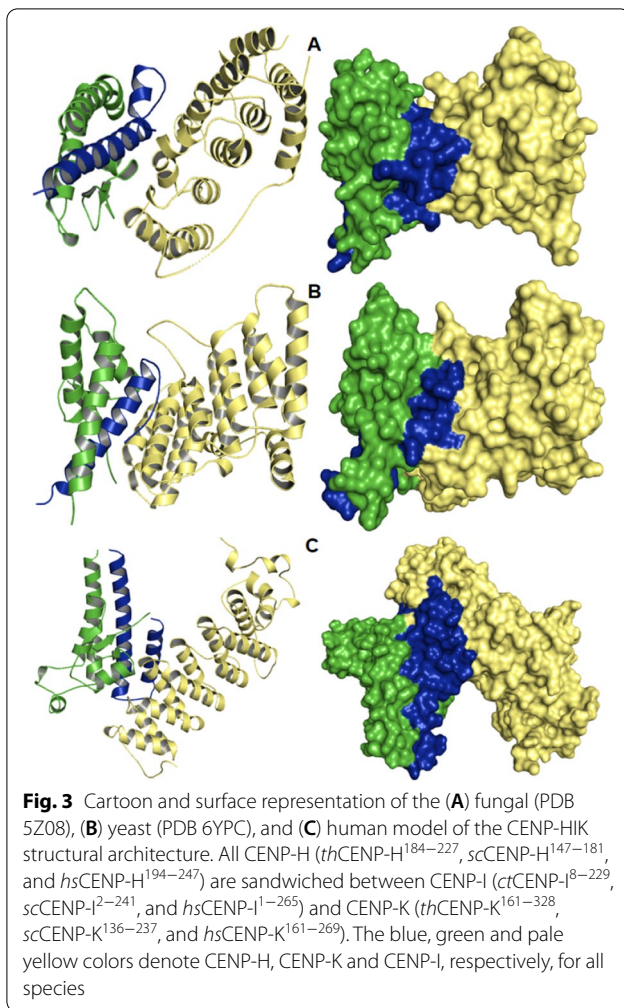 A
B
C
Fig. 3 Cartoon and surface representation of the (A) fungal (PDB
5Z08), (B) yeast (PDB 6YPC), and (C) human model of the CENP-HIK
structural architecture. All CENP-H (thCENP-H184−227, scCENP-H147−181,
and hsCENP-H194−247) are sandwiched between CENP-I (ctCENP-I8−229,
scCENP-I2−241, and hsCENP-I1−265) and CENP-K (thCENP-K161−328,
scCENP-K136−237, and hsCENP-K161−269). The blue, green and pale
yellow colors denote CENP-H, CENP-K and CENP-I, respectively, for all
species